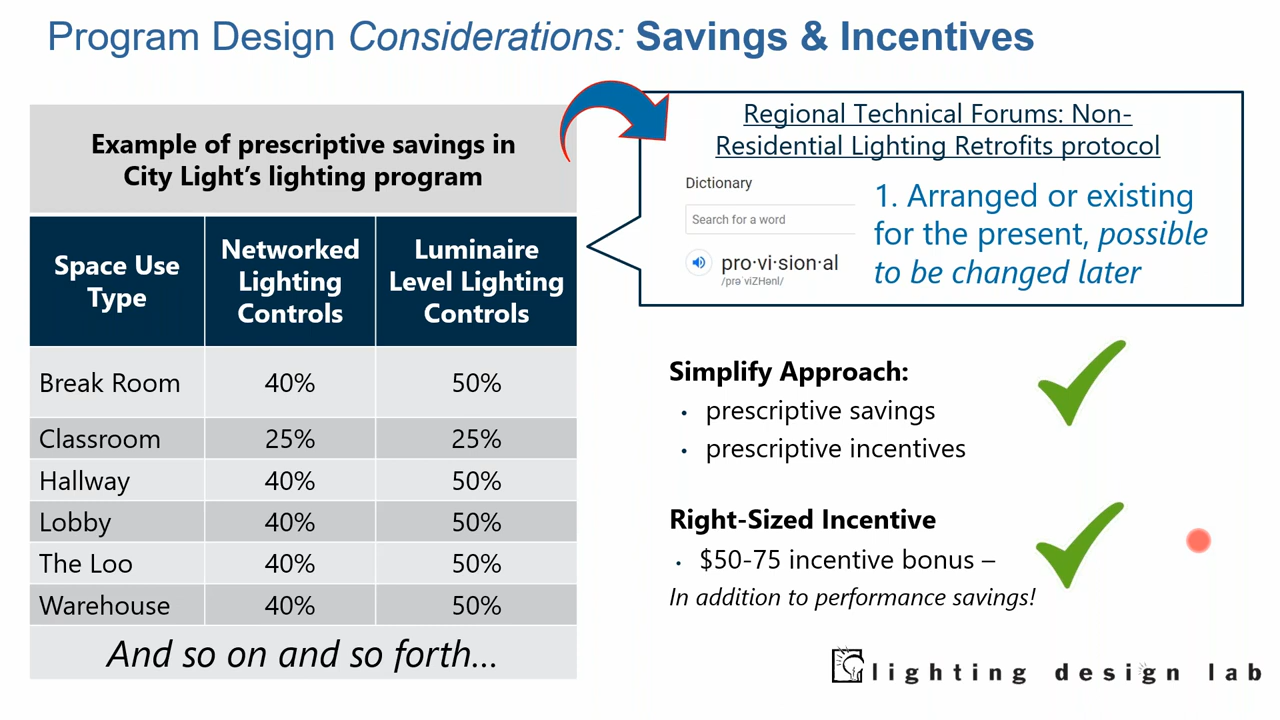 Program Design Considerations: Savings & Incentives
Example of prescriptive savings in
City Light's lighting program
Space Use
Type
Networked
Lighting
Controls
Luminaire
Level Lighting
Controls
Break Room 40% 50%
Classroom 25% 25%
Hallway 40% 50%
Lobby 40% 50%
The Loo 40% 50%
Warehouse 40% 50%
And so on and so forth...
Regional Technical Forums: Non-
Residential Lighting Retrofits protocol
Dictionary
Search for a word
pro·vi·sion·al
/prəˈviZHənl/
1. Arranged or existing
for the present, possible
to be changed later
Simplify Approach:
• prescriptive savings
• prescriptive incentives
Right-Sized Incentive
• $50-75 incentive bonus –
In addition to performance savings!
lighting design lab